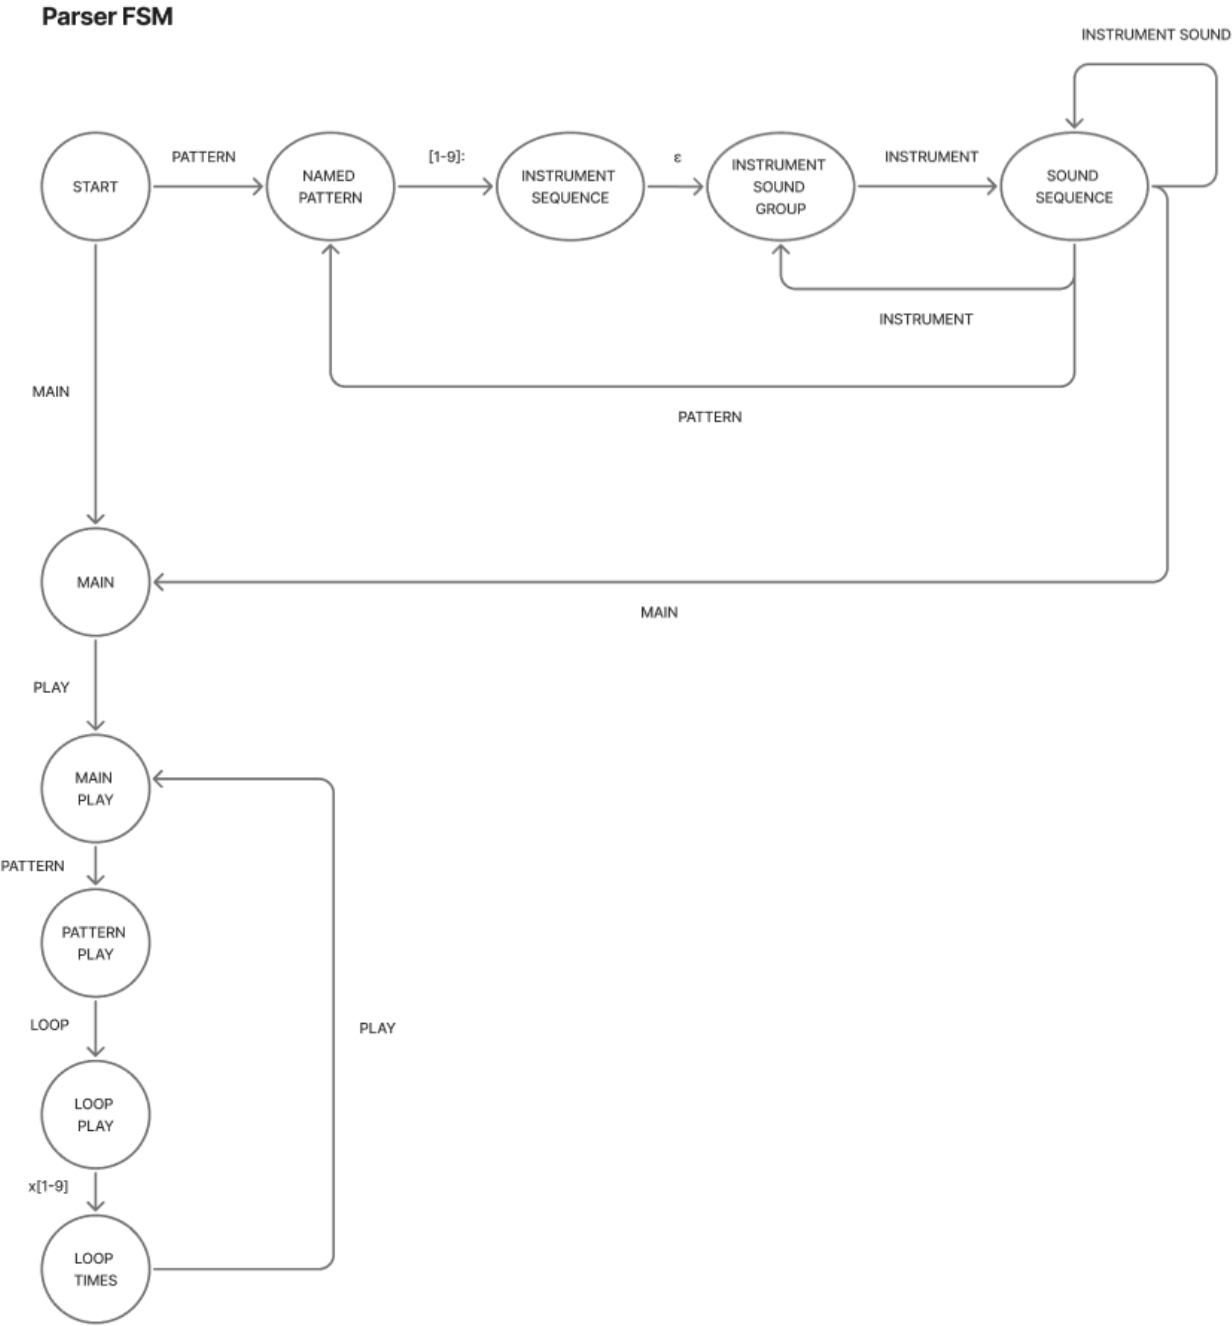 Parser FSM
INSTRUMENT SOUND
START
PATTERN
NAMED
PATTERN
[1-9]:
INSTRUMENT
SEQUENCE
ε
INSTRUMENT
SOUND
GROUP
INSTRUMENT
SOUND
SEQUENCE
INSTRUMENT
PATTERN
MAIN
MAIN
MAIN
PLAY
MAIN
PLAY
PATTERN
PATTERN
PLAY
LOOP
PLAY
LOOP
PLAY
x[1-9]
LOOP
TIMES